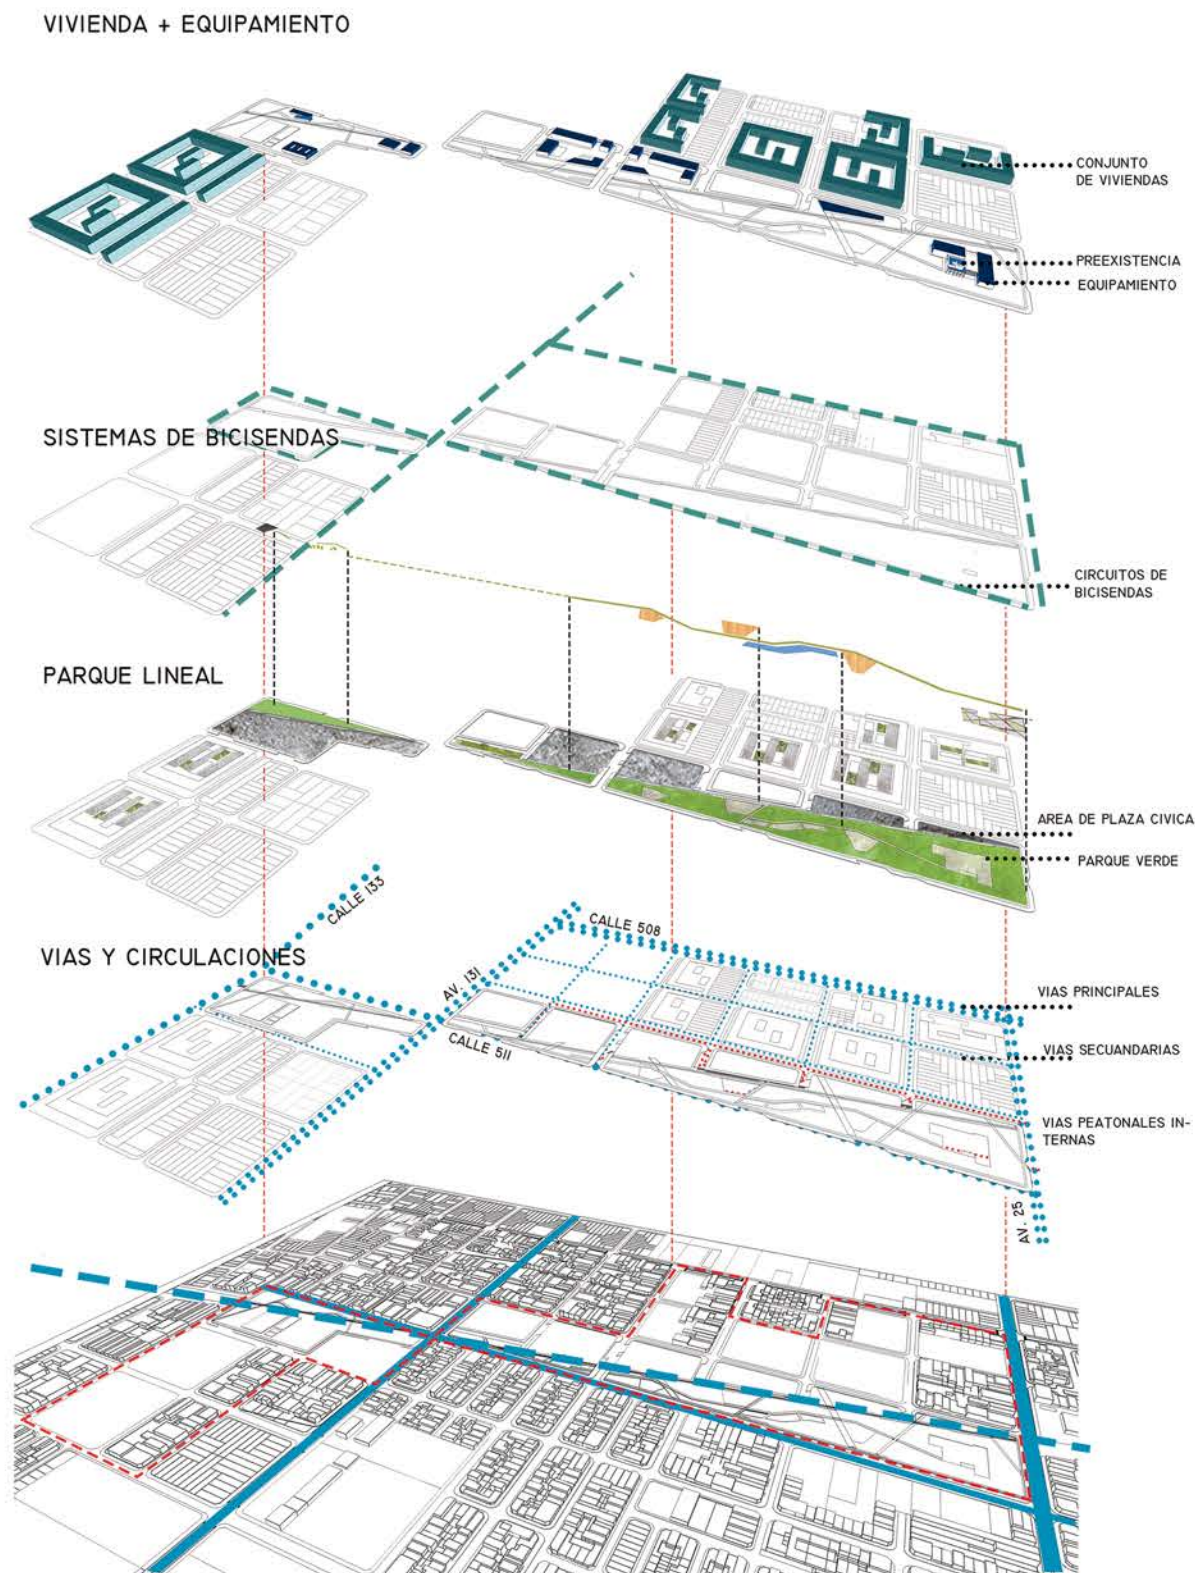 VIVIENDA + EQUIPAMIENTO
CONJUNTO
DE VIVIENDAS
PREEXISTENCIA
EQUIPAMIENTO
SISTEMAS DE BICISENDAS
CIRCUITOS DE
BICISENDAS
PARQUE LINEAL
AREA DE PLAZA CIVICA
PARQUE VERDE
CALLE 133
VIAS Y CIRCULACIONES
AV. 131
CALLE 508
CALLE 511
VIAS PRINCIPALES
VIAS SECUANDARIAS
VIAS PEATONALES IN-
TERNAS
AV. 25